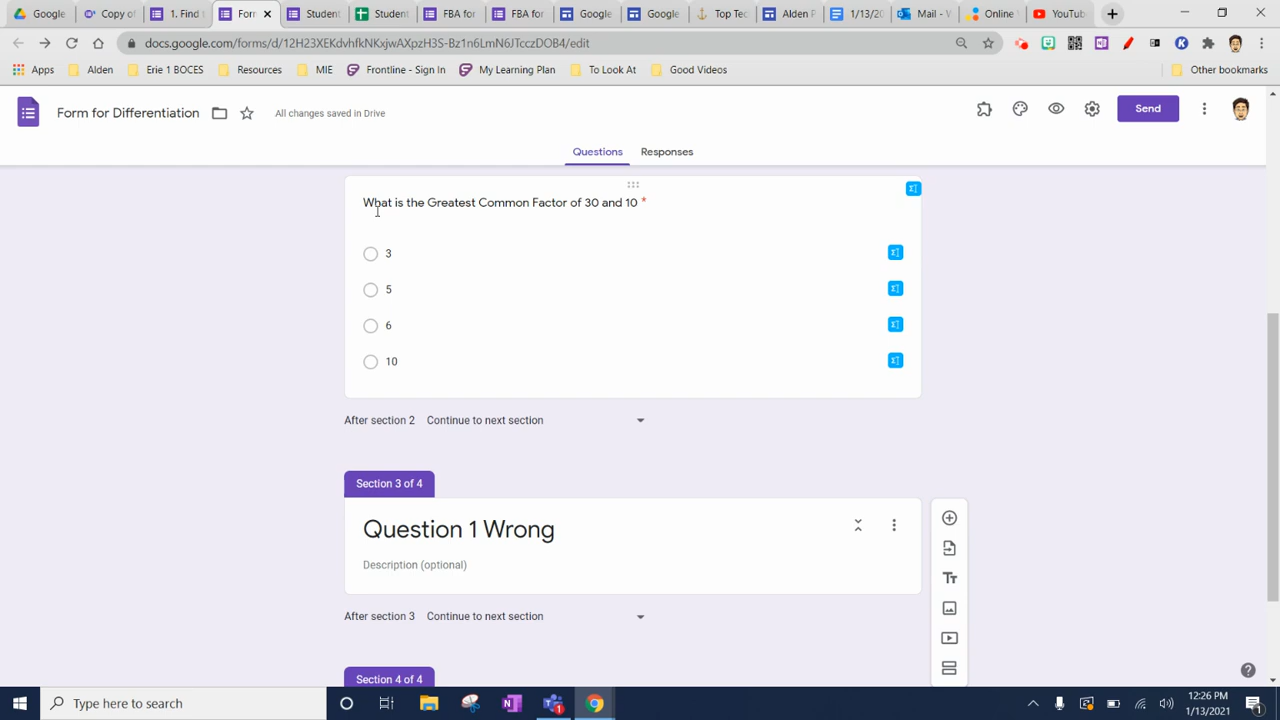 Google
Copy of
1. Find t
Form
Student
Student
FBA for
FBA for
Google
Google
Top Tec
Alden P
1/13/20
Mail - V
Online
YouTub
docs.google.com/forms/d/12H23XEKdvhfkNKxjwAXpzH3S-Bz1n6LmN6JTcczDOB4/edit
Apps
Alden
Erie 1 BOCES
Resources
MIE
Frontline - Sign In
My Learning Plan
To Look At
Good Videos
Other bookmarks
Form for Differentiation
All changes saved in Drive
Send
Questions
Responses
What is the Greatest Common Factor of 30 and 10 *
3
5
6
10
After section 2 Continue to next section
Section 3 of 4
Question 1 Wrong
Description (optional)
After section 3 Continue to next section
Section 4 of 4
Type here to search
12:26 PM
1/13/2021